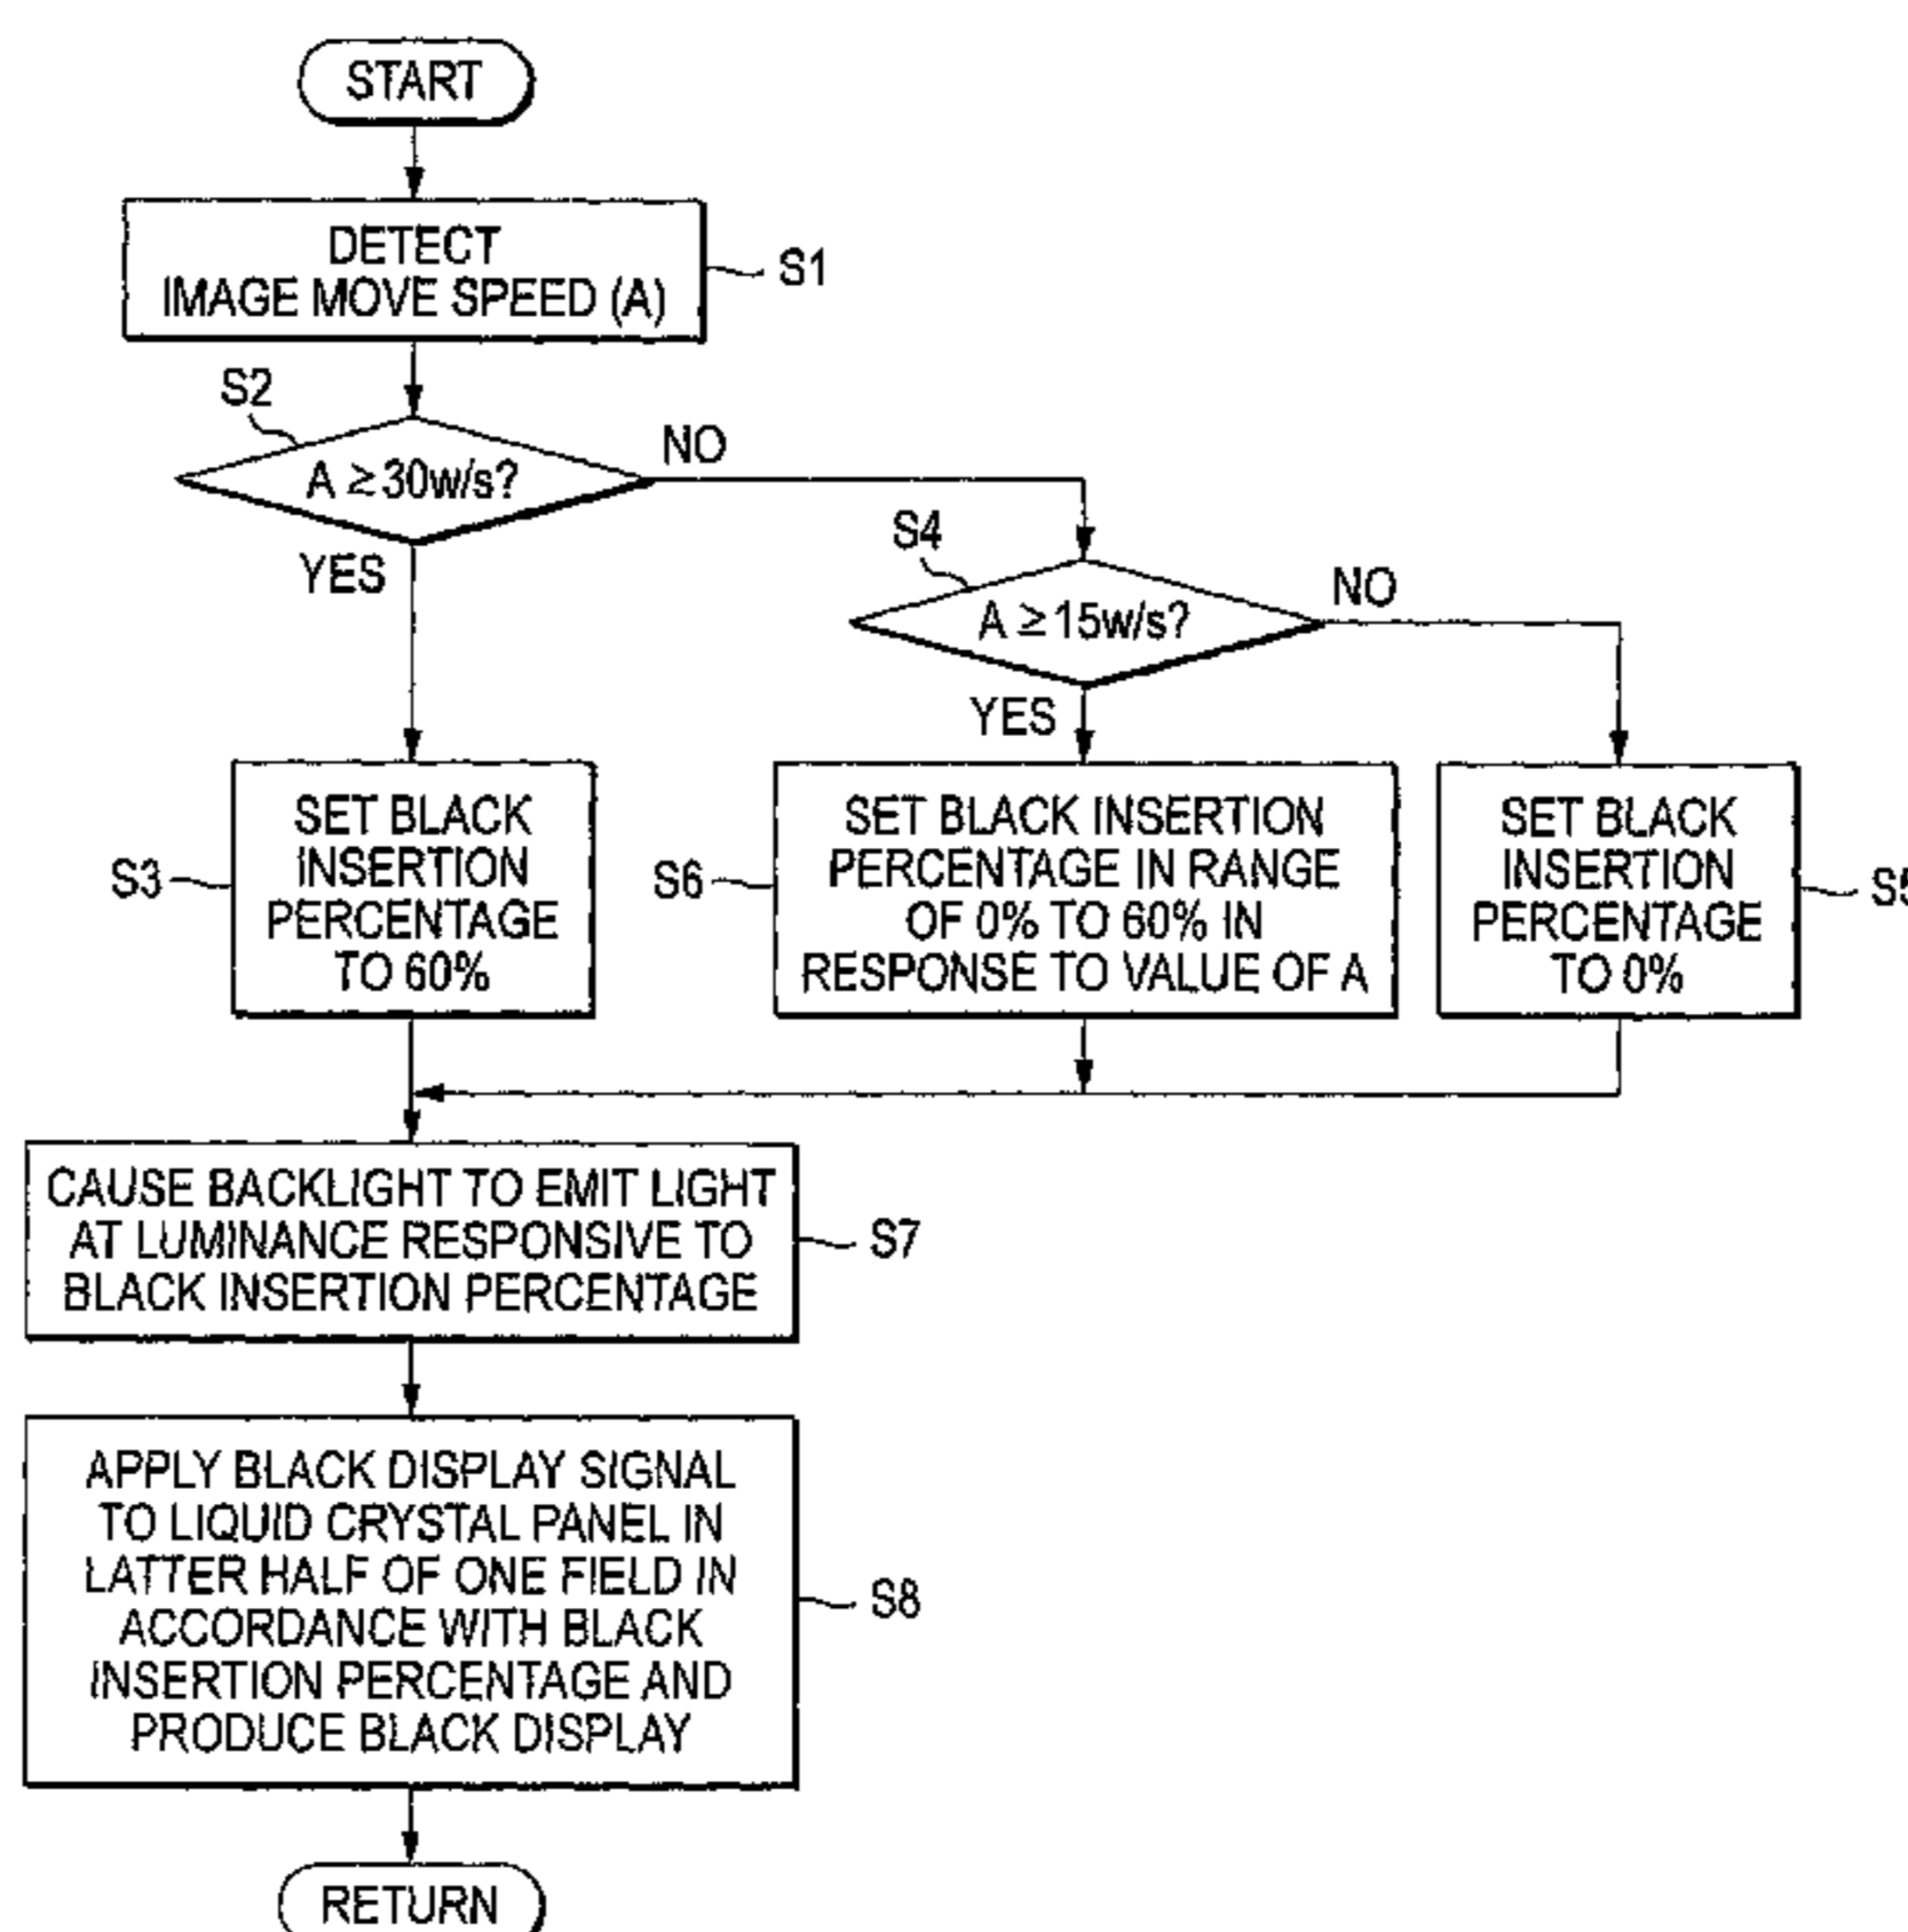 START
DETECT
IMAGE MOVE SPEED (A)
S1
S2
A ≥ 30w/s?
NO
YES
S4
A ≥ 15w/s?
NO
YES
SET BLACK
INSERTION
PERCENTAGE
TO 60%
S3
SET BLACK INSERTION
PERCENTAGE IN RANGE
OF 0% TO 60% IN
RESPONSE TO VALUE OF A
S6
SET BLACK
INSERTION
PERCENTAGE
TO 0%
S5
CAUSE BACKLIGHT TO EMIT LIGHT
AT LUMINANCE RESPONSIVE TO
BLACK INSERTION PERCENTAGE
S7
APPLY BLACK DISPLAY SIGNAL
TO LIQUID CRYSTAL PANEL IN
LATTER HALF OF ONE FIELD IN
ACCORDANCE WITH BLACK
INSERTION PERCENTAGE AND
PRODUCE BLACK DISPLAY
S8
RETURN